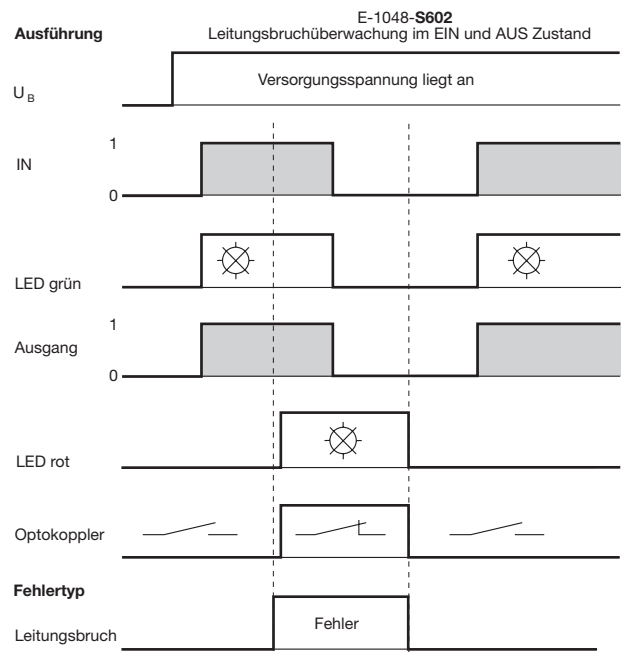 E-1048-S602
Ausführung Leitungsbruchüberwachung im EIN und AUS Zustand
Versorgungsspannung liegt an
U B
1
IN
0
LED grün
1
Ausgang
0
LED rot
Optokoppler
Fehlertyp
Fehler
Leitungsbruch